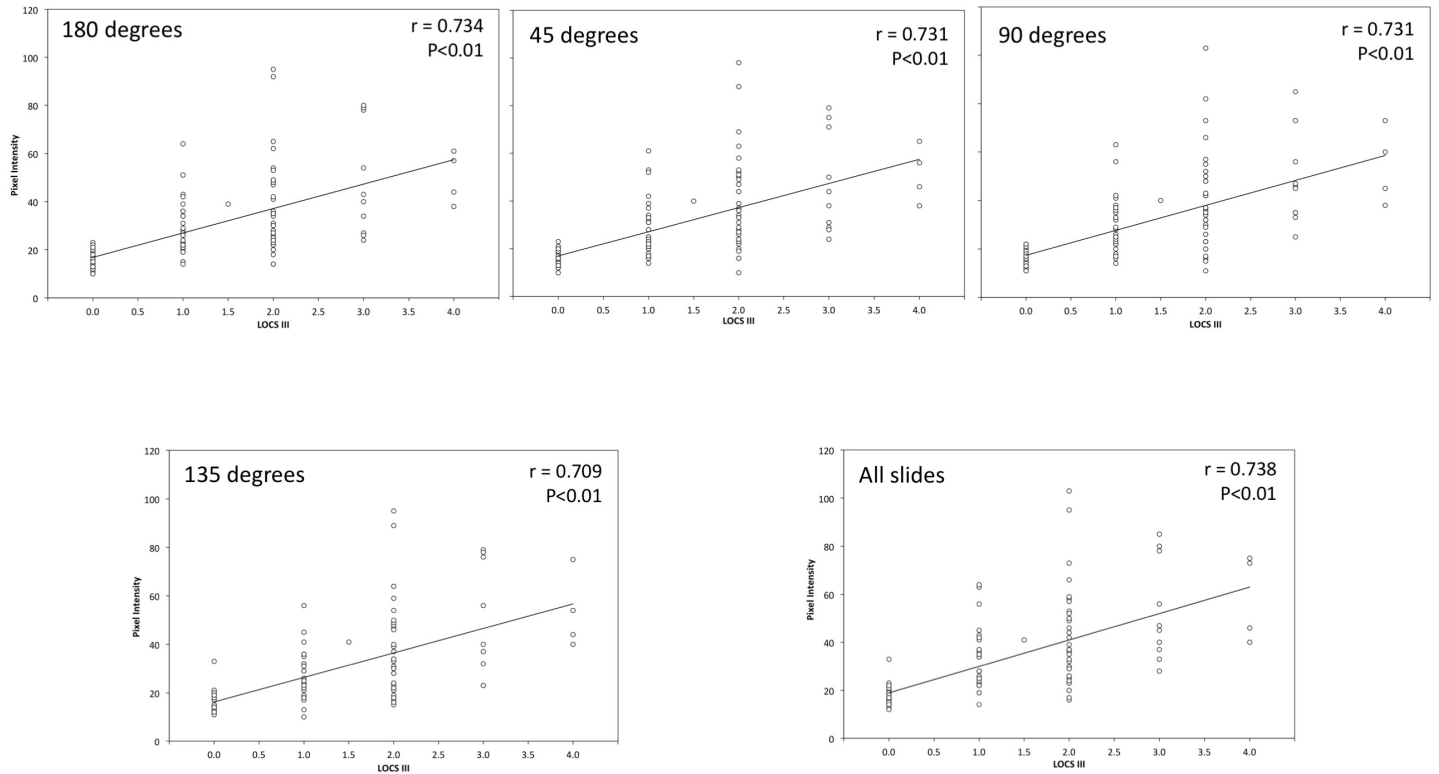 180 degrees
r = 0.734
P<0.01
Pixel Intensity
120
100
80
60
40
20
0
0.0 0.5 1.0 1.5 2.0 2.5 3.0 3.5 4.0
LOCS III
45 degrees
r = 0.731
P<0.01
0.0 0.5 1.0 1.5 2.0 2.5 3.0 3.5 4.0
LOCS III
90 degrees
r = 0.731
P<0.01
0.0 0.5 1.0 1.5 2.0 2.5 3.0 3.5 4.0
LOCS III
135 degrees
r = 0.709
P<0.01
Pixel Intensity
120
100
80
60
40
20
0
0.0 0.5 1.0 1.5 2.0 2.5 3.0 3.5 4.0
LOCS III
All slides
r = 0.738
P<0.01
Pixel Intensity
120
100
80
60
40
20
0
0.0 0.5 1.0 1.5 2.0 2.5 3.0 3.5 4.0
LOCS III